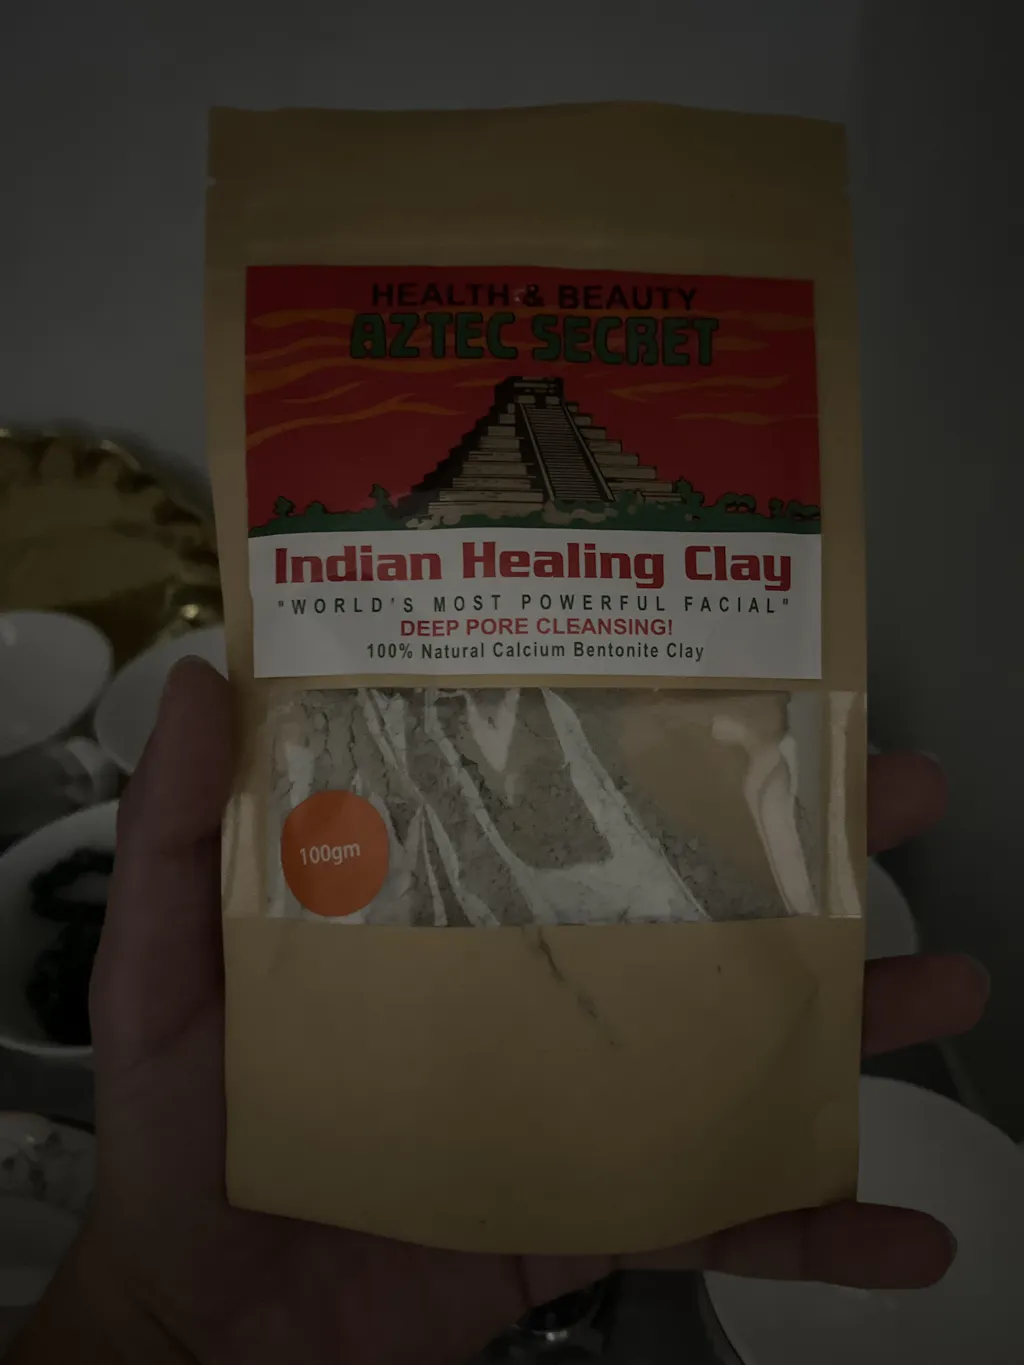 HEALTH & BEAUTY
AZTEC SECRET
Indian Healing Clay
"WORLD'S MOST POWERFUL FACIAL"
DEEP PORE CLEANSING!
100% Natural Calcium Bentonite Clay
100gm